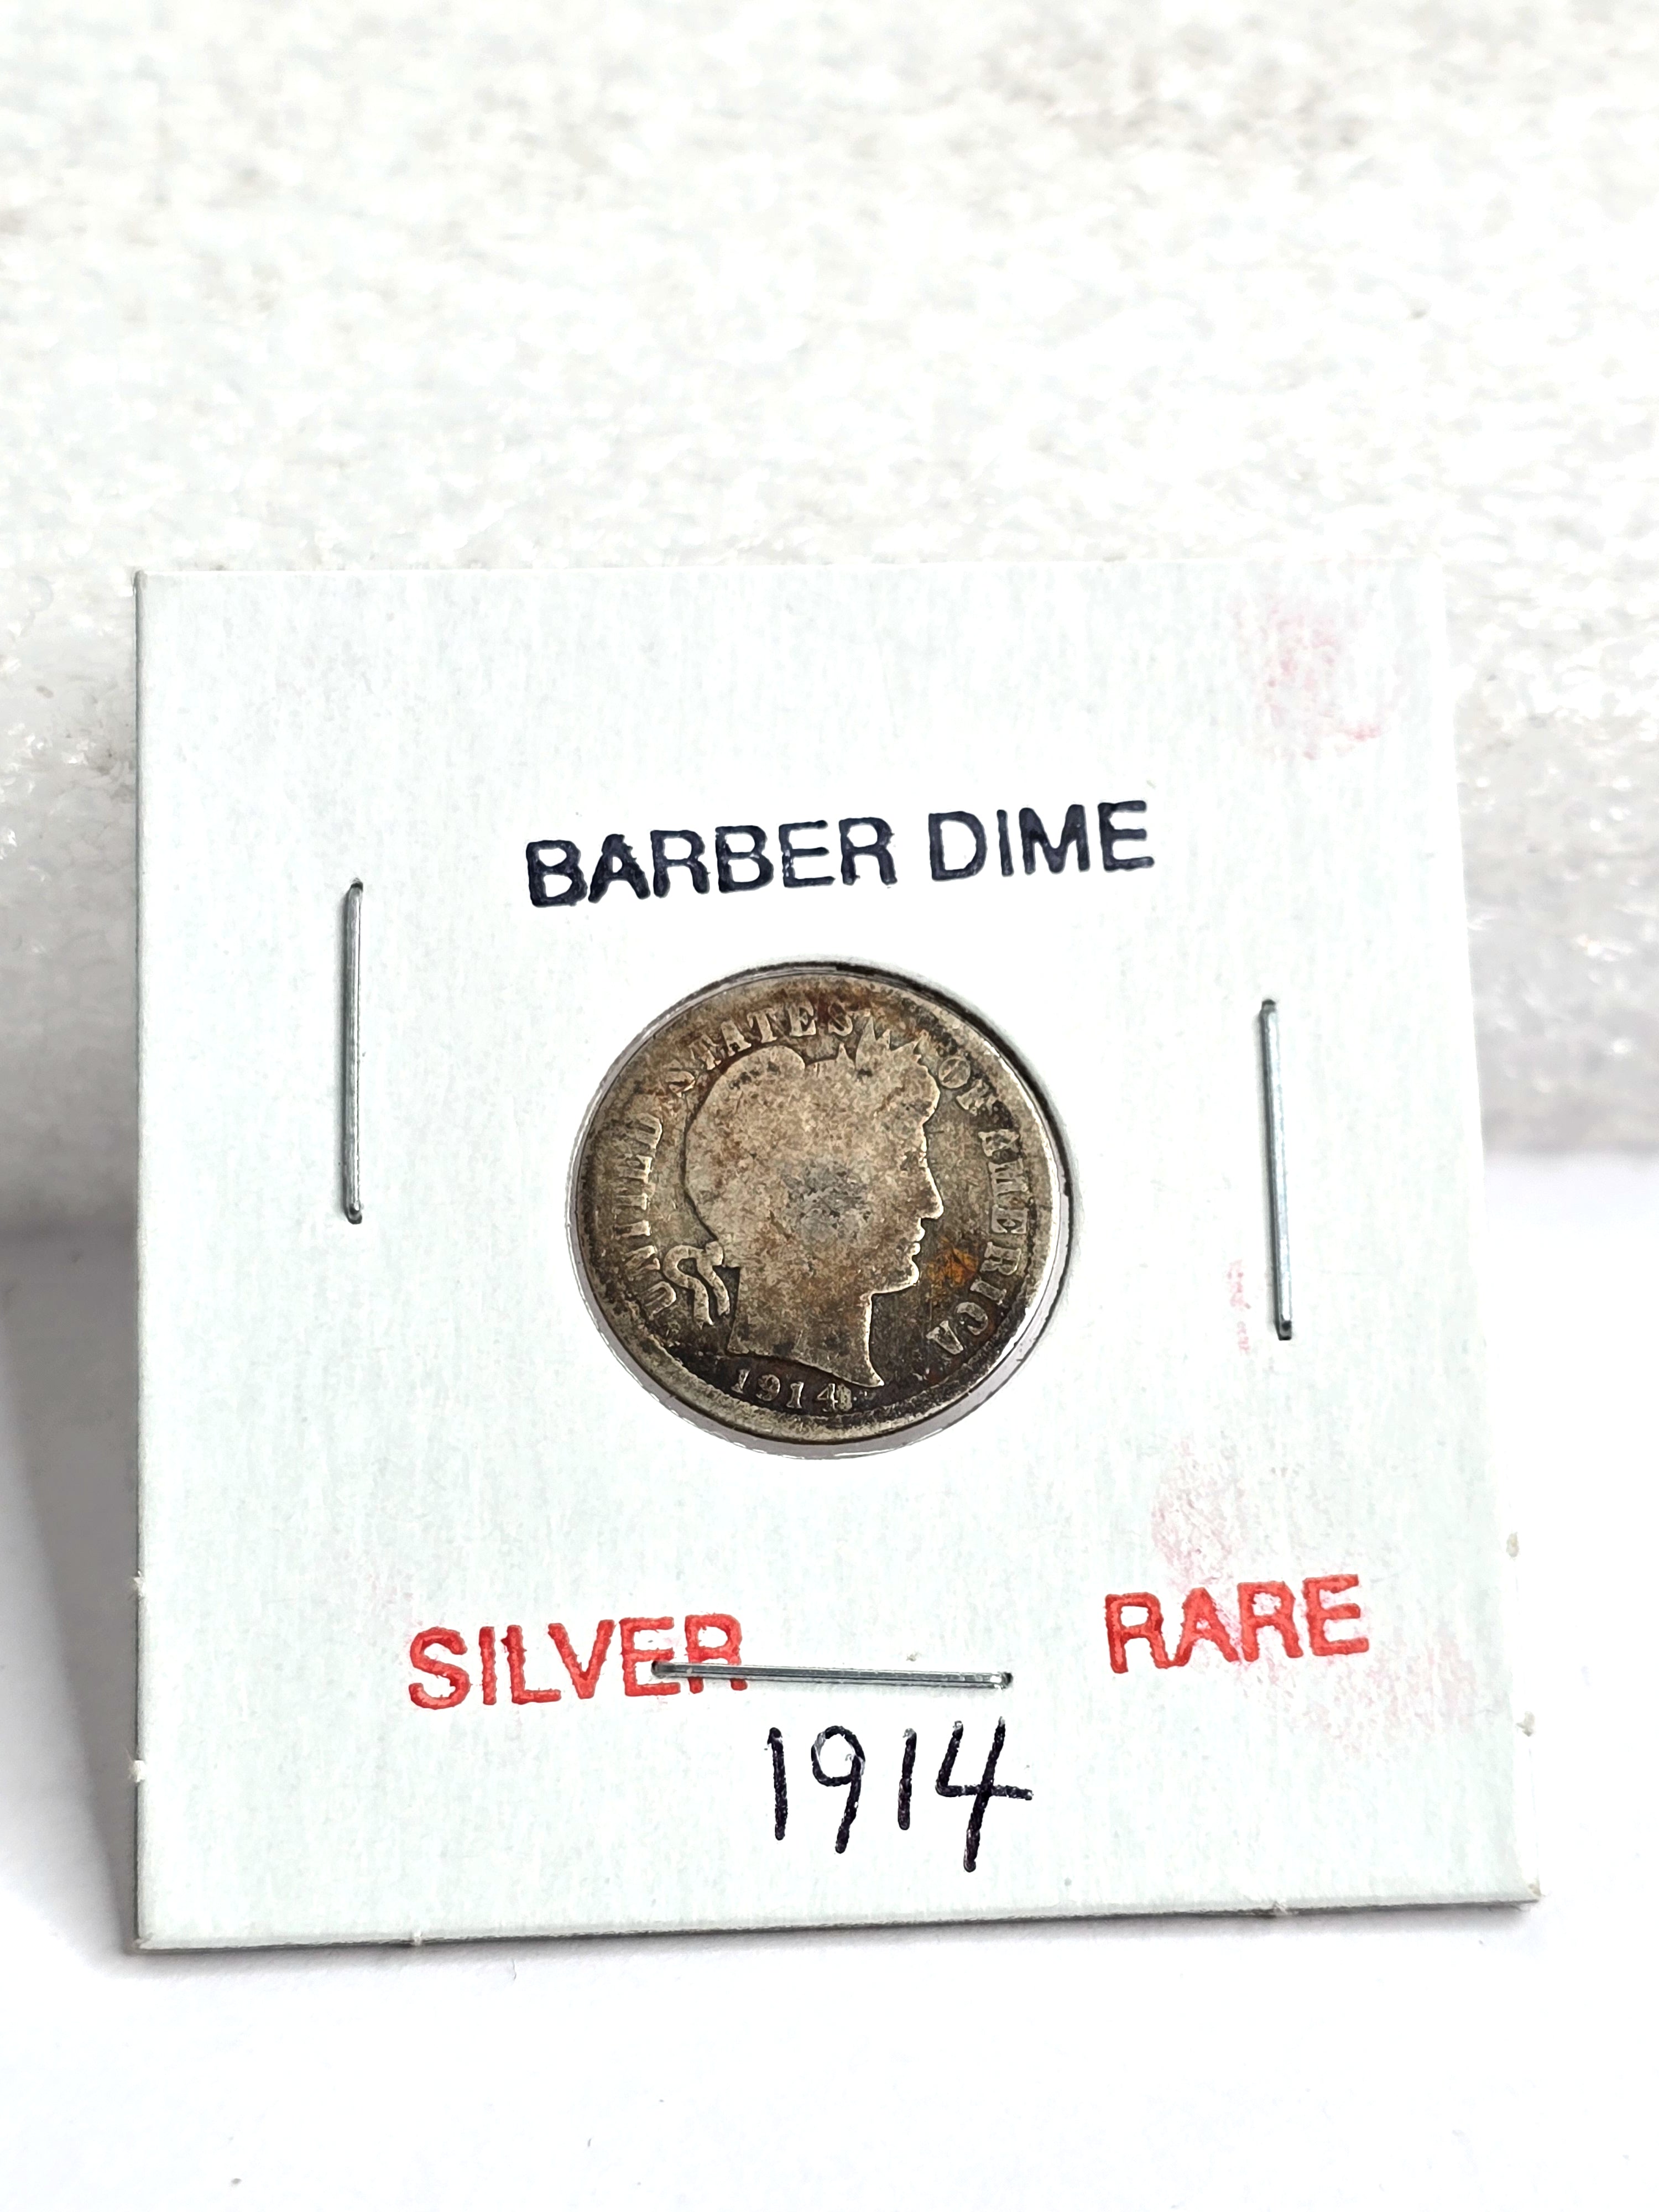 BARBER DIME
UNITED STATES OF AMERICA
1914
SILVER RARE
1914